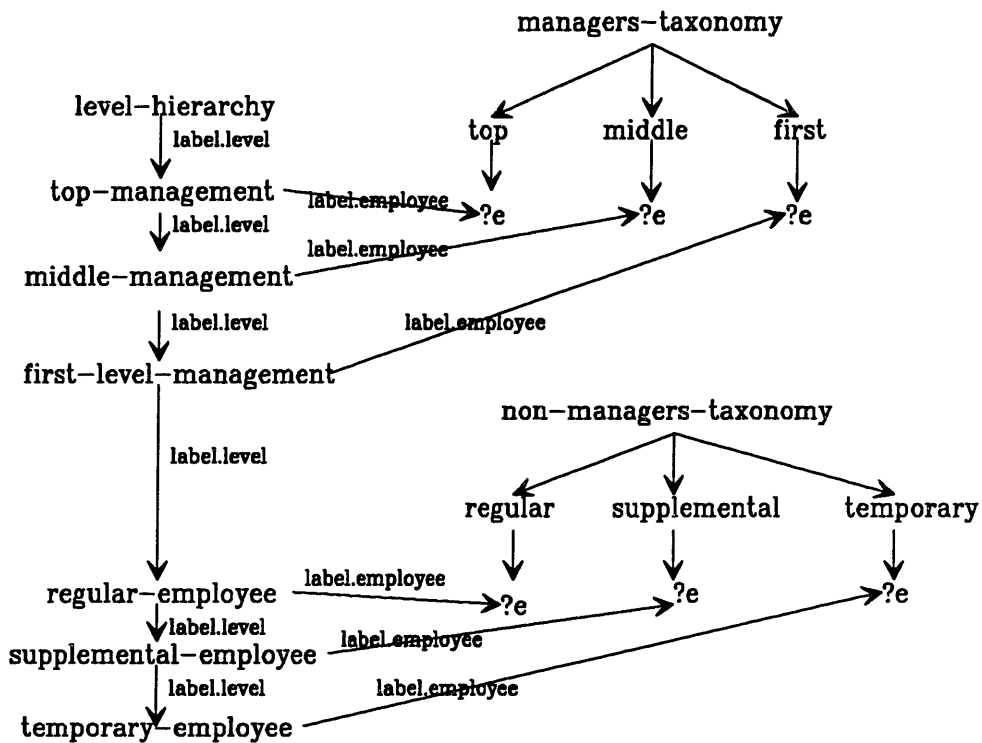 managers-taxonomy
level-hierarchy
label.level
top middle first
top-management
label.employee
?e ?e ?e
label.level
label.employee
middle-management
label.level
label.employee
first-level-management
non-managers-taxonomy
label.level
regular supplemental temporary
label.employee
regular-employee
?e ?e ?e
label.level
label.employee
supplemental-employee
label.level
label.employee
temporary-employee